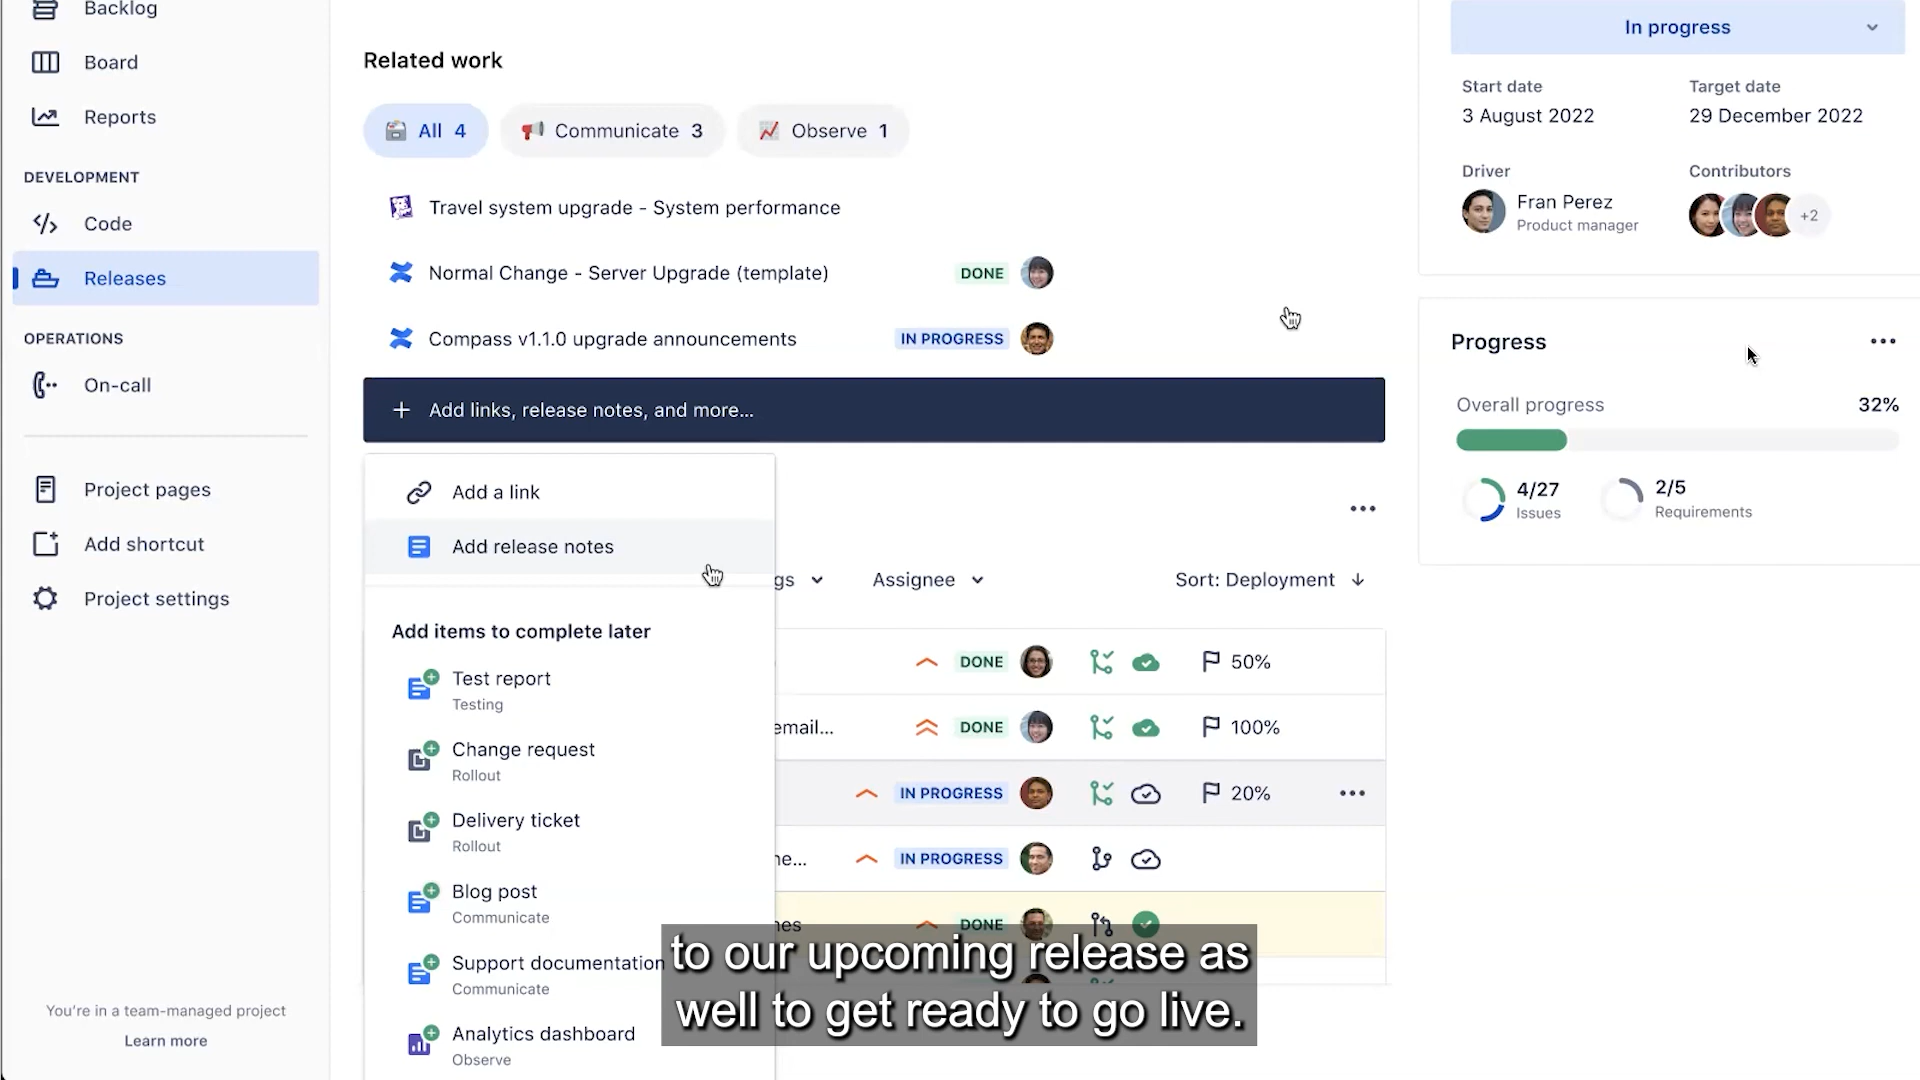 Backlog
Board
Reports
DEVELOPMENT
Code
Releases
OPERATIONS
On-call
Project pages
Add shortcut
Project settings
You're in a team-managed project
Learn more
Related work
All 4
Communicate 3
Observe 1
Travel system upgrade - System performance
Normal Change - Server Upgrade (template) DONE
Compass v1.1.0 upgrade announcements IN PROGRESS
+ Add links, release notes, and more...
Add a link
Add release notes
Add items to complete later
Test report
Testing
Change request
Rollout
Delivery ticket
Rollout
Blog post
Communicate
Support documentation
Communicate
Analytics dashboard
Observe
gs Assignee Sort: Deployment
DONE 50%
email... DONE 100%
IN PROGRESS 20%
ne... IN PROGRESS
nes DONE
In progress
Start date Target date
3 August 2022 29 December 2022
Driver Contributors
Fran Perez
Product manager
+2
Progress
Overall progress 32%
4/27 2/5
Issues Requirements
to our upcoming release as
well to get ready to go live.